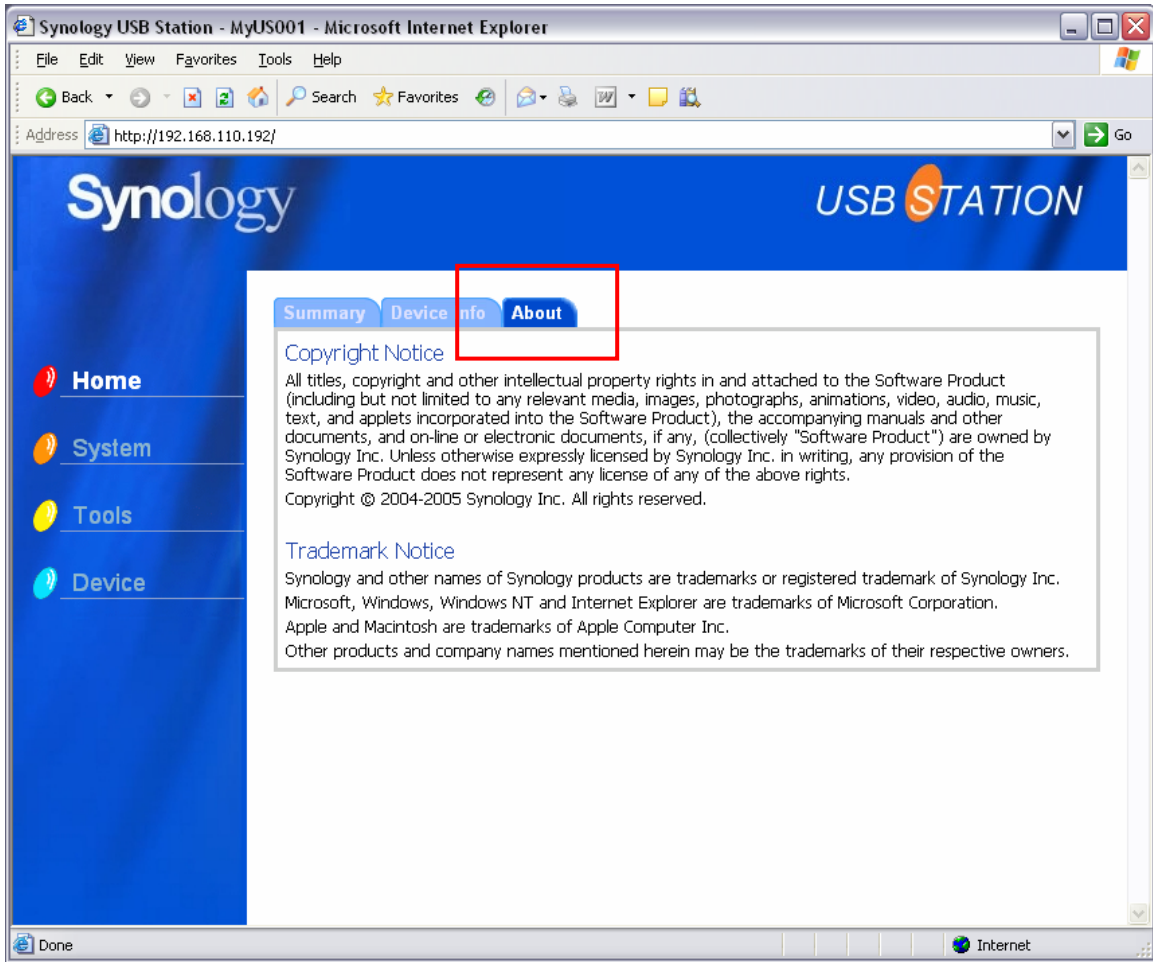 Synology USB Station - MyUS001 - Microsoft Internet Explorer
File Edit View Favorites Tools Help
Back Search Favorites
Address http://192.168.110.192/ Go
Synology USB STATION
Summary Device Info About
Home
System
Tools
Device
Copyright Notice
All titles, copyright and other intellectual property rights in and attached to the Software Product
(including but not limited to any relevant media, images, photographs, animations, video, audio, music,
text, and applets incorporated into the Software Product), the accompanying manuals and other
documents, and on-line or electronic documents, if any, (collectively "Software Product") are owned by
Synology Inc. Unless otherwise expressly licensed by Synology Inc. in writing, any provision of the
Software Product does not represent any license of any of the above rights.
Copyright © 2004-2005 Synology Inc. All rights reserved.
Trademark Notice
Synology and other names of Synology products are trademarks or registered trademark of Synology Inc.
Microsoft, Windows, Windows NT and Internet Explorer are trademarks of Microsoft Corporation.
Apple and Macintosh are trademarks of Apple Computer Inc.
Other products and company names mentioned herein may be the trademarks of their respective owners.
Done Internet